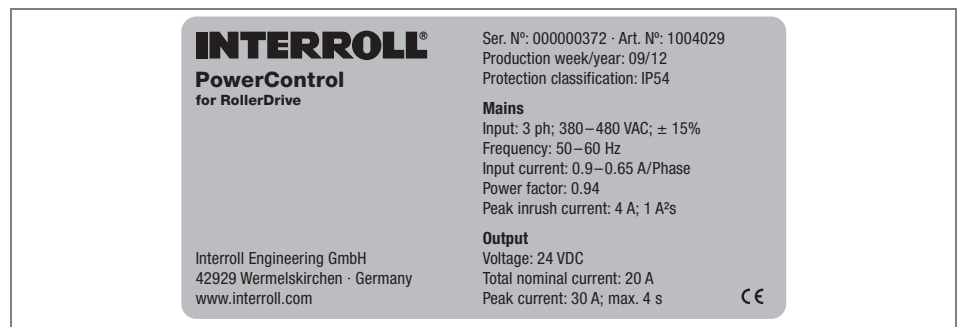 INTERROLL®
PowerControl
for RollerDrive
Interroll Engineering GmbH
42929 Wermelskirchen · Germany
www.interroll.com
Ser. Nº: 000000372 · Art. Nº: 1004029
Production week/year: 09/12
Protection classification: IP54
Mains
Input: 3 ph; 380–480 VAC; ± 15%
Frequency: 50–60 Hz
Input current: 0.9–0.65 A/Phase
Power factor: 0.94
Peak inrush current: 4 A; 1 A²s
Output
Voltage: 24 VDC
Total nominal current: 20 A
Peak current: 30 A; max. 4 s
CE